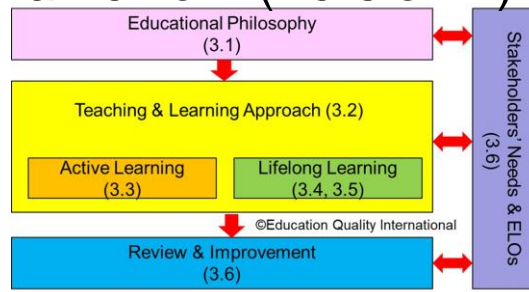 Educational Philosophy
(3.1)
Teaching & Learning Approach (3.2)
Active Learning
(3.3)
Lifelong Learning
(3.4, 3.5)
©Education Quality International
Review & Improvement
(3.6)
Stakeholders' Needs & ELOs
(3.6)